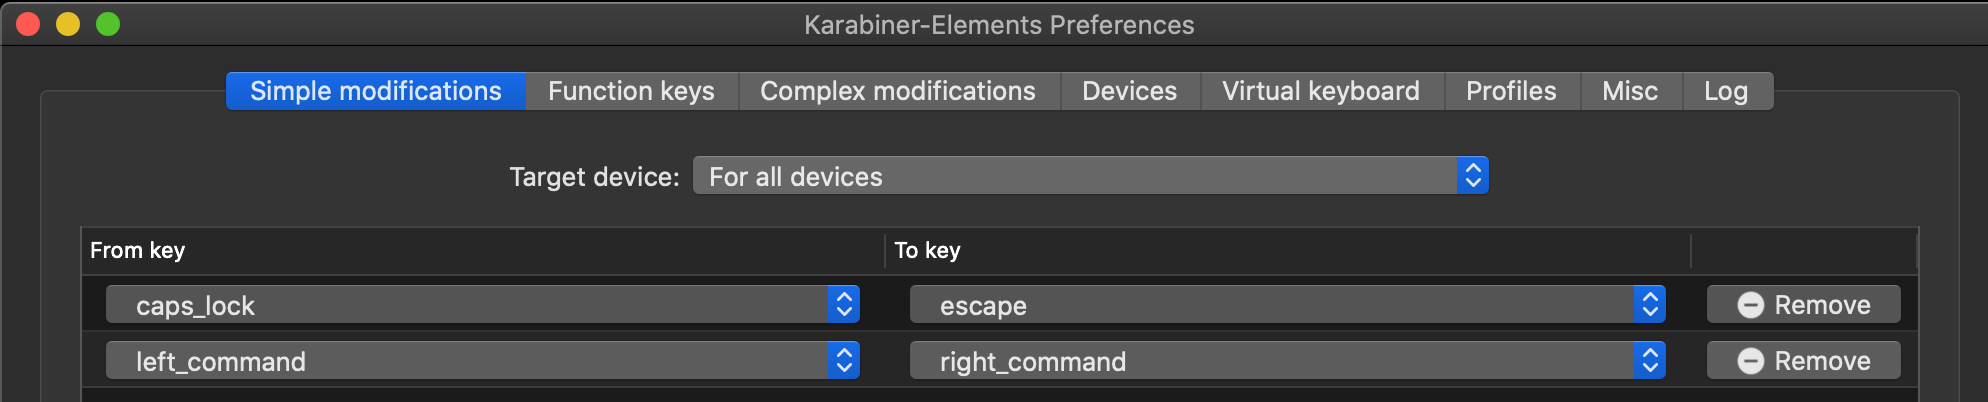 Karabiner-Elements Preferences
Simple modifications Function keys Complex modifications Devices Virtual keyboard Profiles Misc Log
Target device: For all devices
From key To key
caps_lock escape Remove
left_command right_command Remove